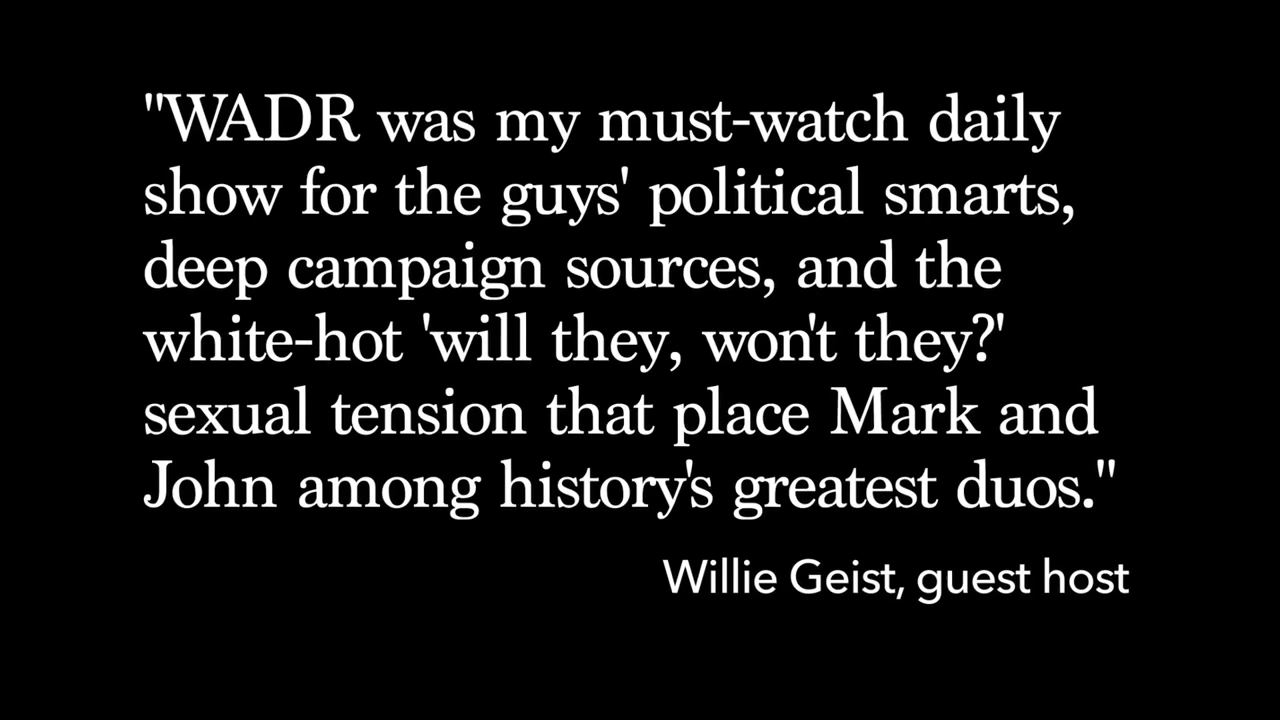 "WADR was my must-watch daily
show for the guys' political smarts,
deep campaign sources, and the
white-hot 'will they, won't they?'
sexual tension that place Mark and
John among history's greatest duos."
Willie Geist, guest host